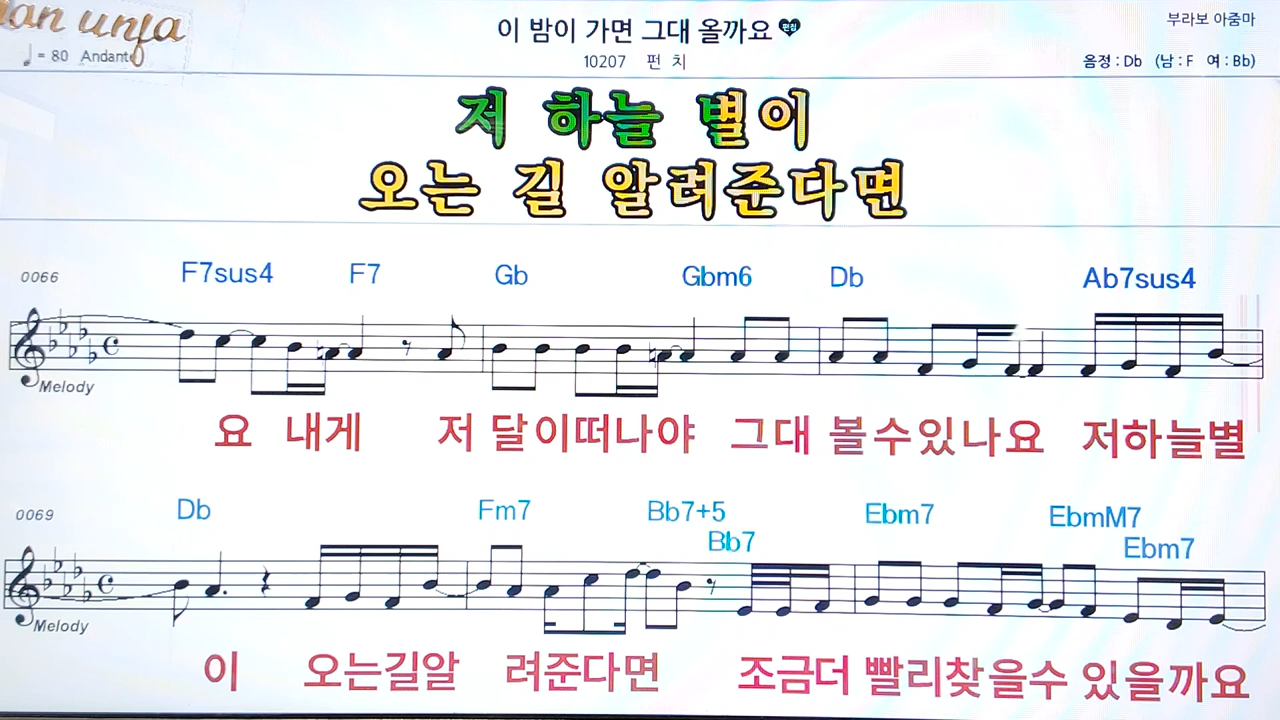 이 밤이 가면 그대 올까요 편집
부라보 아줌마
♩= 80 Andante
10207 펀 치
음정 : Db (남 : F 여 : Bb)
저 하늘 별이
오는 길 알려준다면
0066 F7sus4 F7 Gb Gbm6 Db Ab7sus4
Melody
요 내게 저 달이떠나야 그대 볼수있나요 저하늘별
0069 Db Fm7 Bb7+5 Ebm7 EbmM7
Bb7 Ebm7
Melody
이 오는길알 려준다면 조금더 빨리찾을수 있을까요